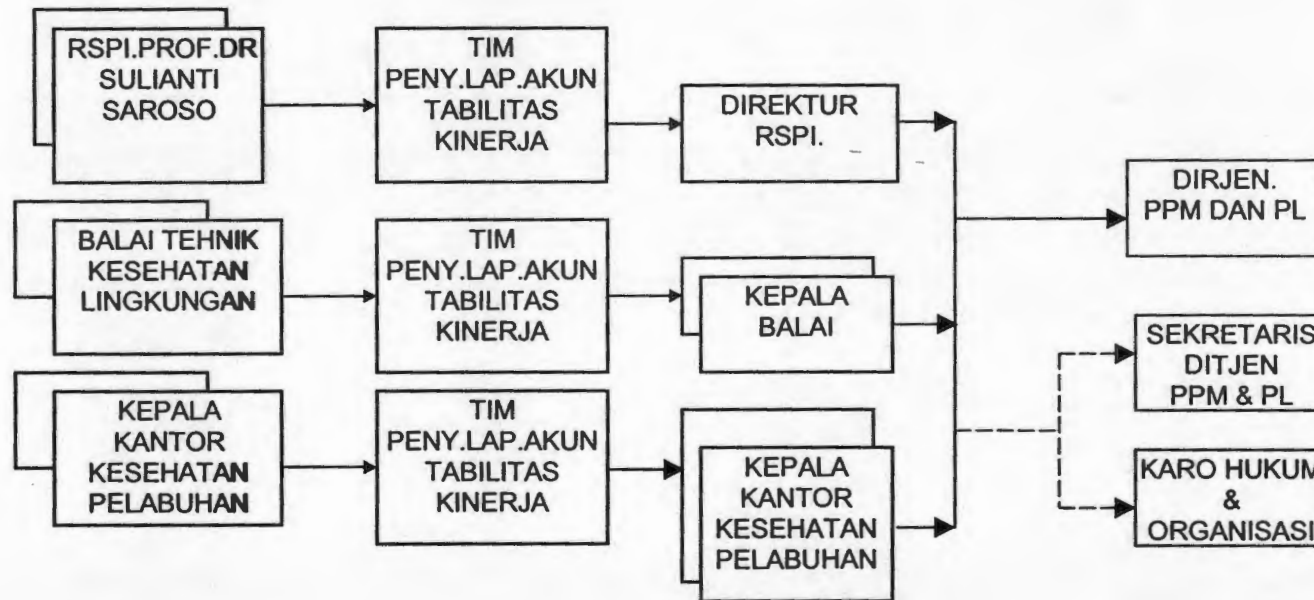 RSPI.PROF.DR
SULIANTI
SAROSO
TIM
PENY.LAP.AKUN
TABILITAS
KINERJA
DIREKTUR
RSPI.
DIRJEN.
PPM DAN PL
BALAI TEHNIK
KESEHATAN
LINGKUNGAN
TIM
PENY.LAP.AKUN
TABILITAS
KINERJA
KEPALA
BALAI
SEKRETARIS
DITJEN
PPM & PL
KEPALA
KANTOR
KESEHATAN
PELABUHAN
TIM
PENY.LAP.AKUN
TABILITAS
KINERJA
KEPALA
KANTOR
KESEHATAN
PELABUHAN
KARO HUKUM
&
ORGANISASI